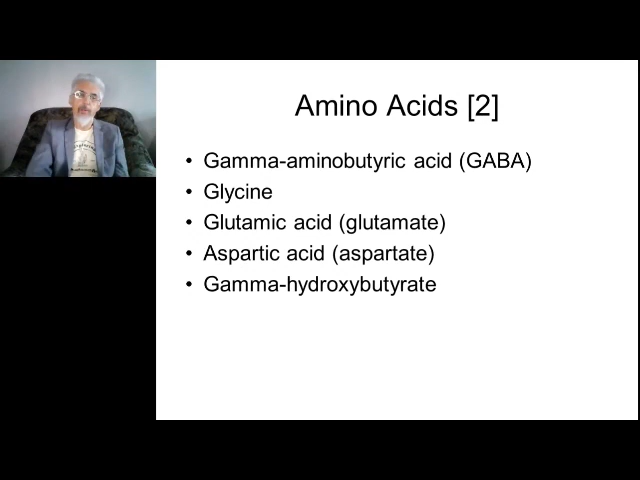 Amino Acids [2]
• Gamma-aminobutyric acid (GABA)
• Glycine
• Glutamic acid (glutamate)
• Aspartic acid (aspartate)
• Gamma-hydroxybutyrate